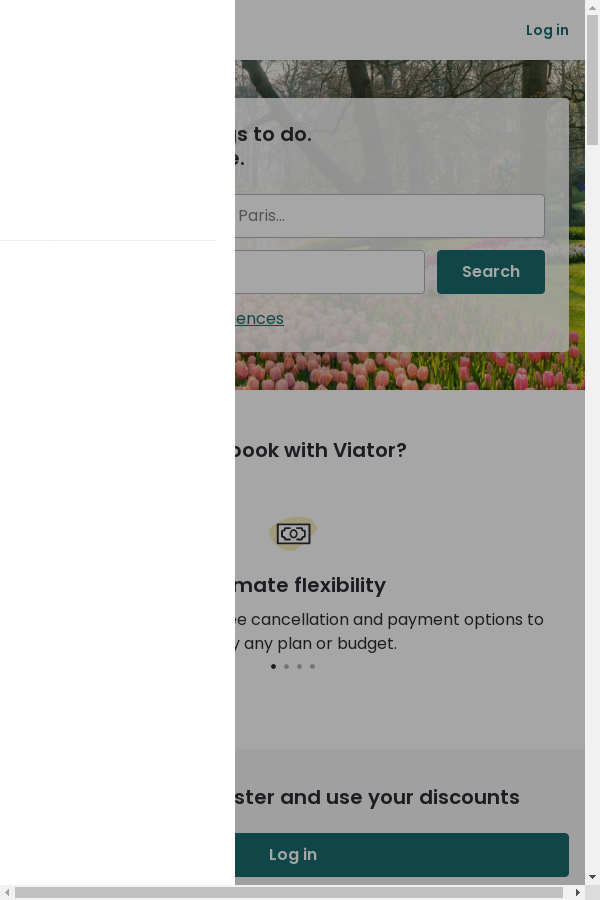 Log in
s to do.
e.
Paris...
Search
ences
book with Viator?
mate flexibility
ee cancellation and payment options to
y any plan or budget.
ster and use your discounts
Log in